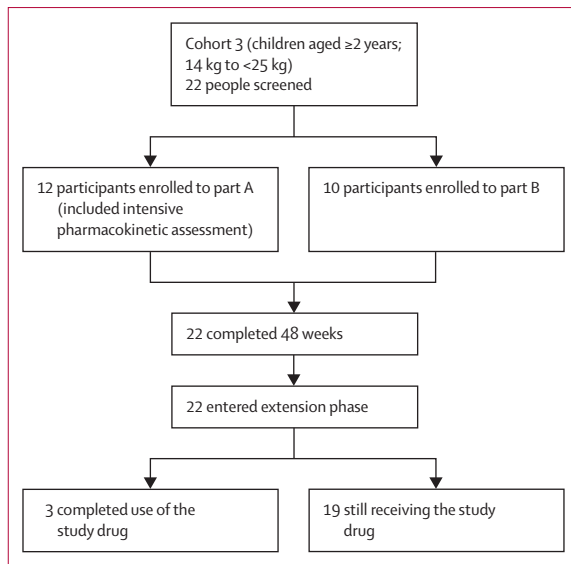 Cohort 3 (children aged ≥2 years;
14 kg to <25 kg)
22 people screened
12 participants enrolled to part A
(included intensive
pharmacokinetic assessment)
10 participants enrolled to part B
22 completed 48 weeks
22 entered extension phase
3 completed use of the
study drug
19 still receiving the study
drug